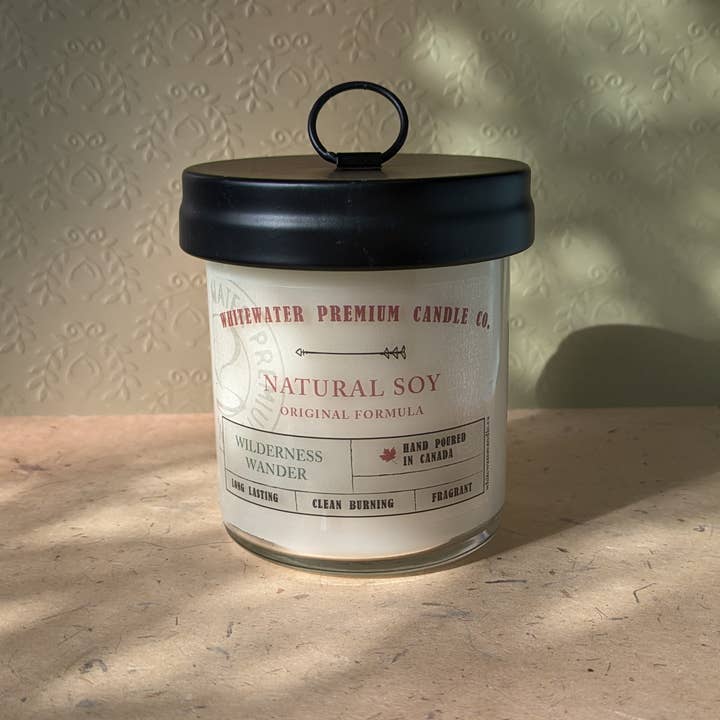 WHITEWATER PREMIUM CANDLE CO.
NATURAL SOY
ORIGINAL FORMULA
WILDERNESS
WANDER
HAND POURED
IN CANADA
LONG LASTING
CLEAN BURNING
FRAGRANT
PREMIUM